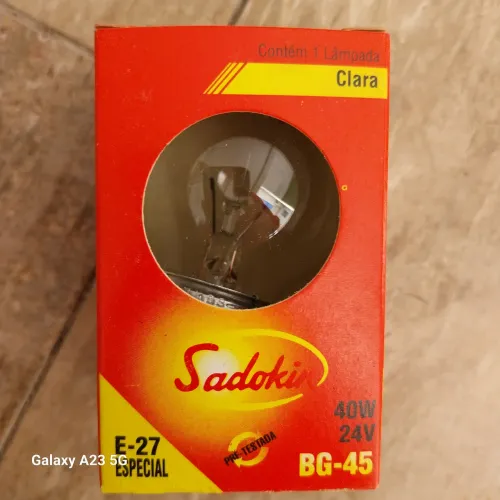 Contém 1 Lâmpada
Clara
Sadokin
40W
24V
E-27
ESPECIAL
PRÉ-TESTADA
BG-45
Galaxy A23 5G